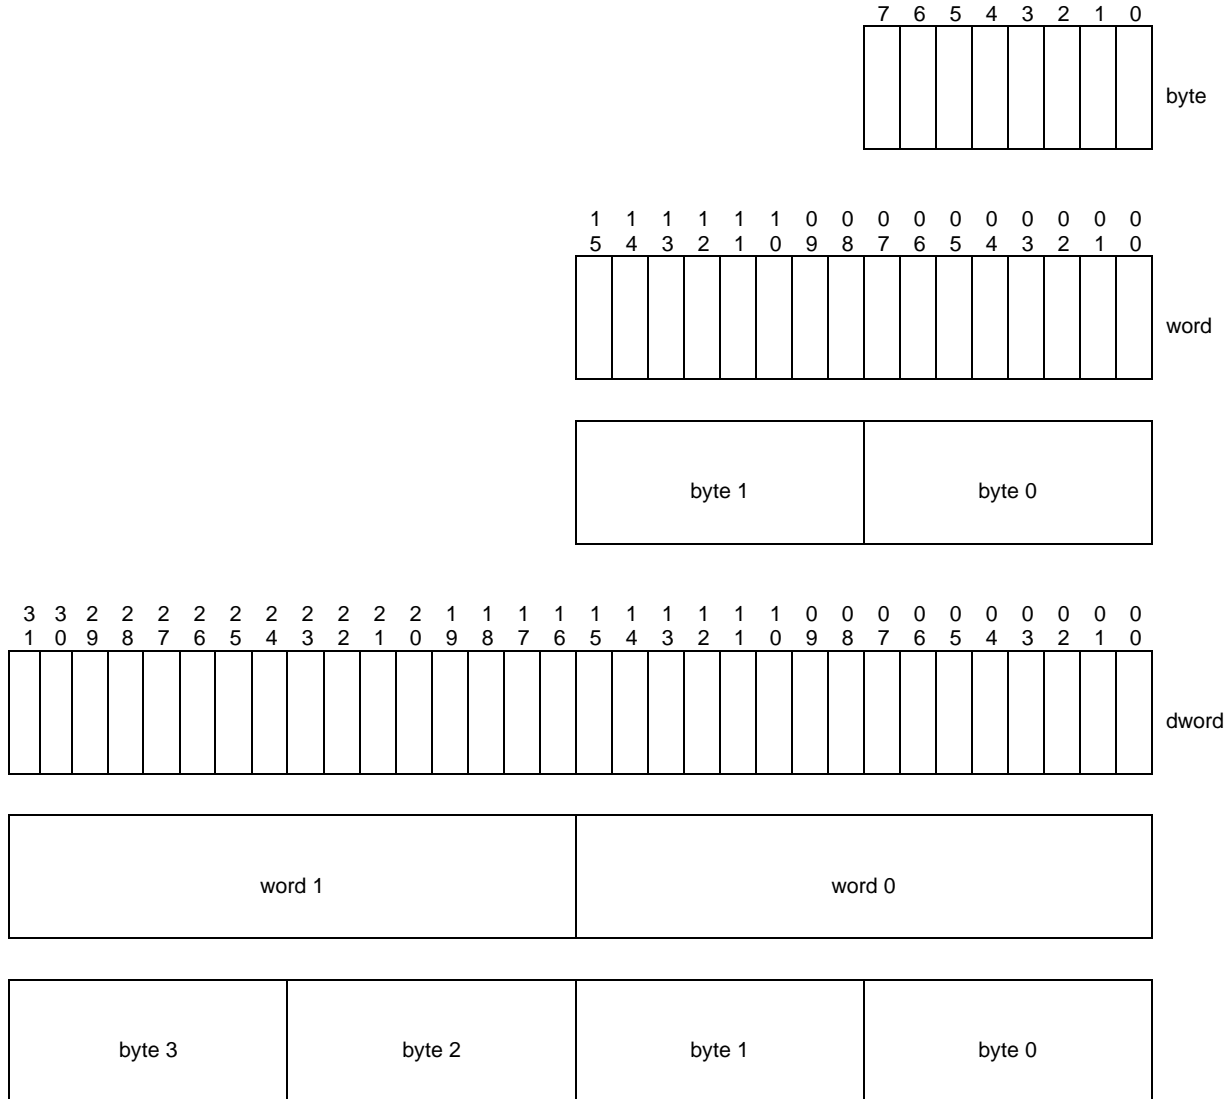 7 6 5 4 3 2 1 0
byte
1 1 1 1 1 1 0 0 0 0 0 0 0 0 0 0
5 4 3 2 1 0 9 8 7 6 5 4 3 2 1 0
word
byte 1 byte 0
3 3 2 2 2 2 2 2 2 2 2 2 1 1 1 1 1 1 1 1 1 1 0 0 0 0 0 0 0 0 0 0
1 0 9 8 7 6 5 4 3 2 1 0 9 8 7 6 5 4 3 2 1 0 9 8 7 6 5 4 3 2 1 0
dword
word 1 word 0
byte 3 byte 2 byte 1 byte 0